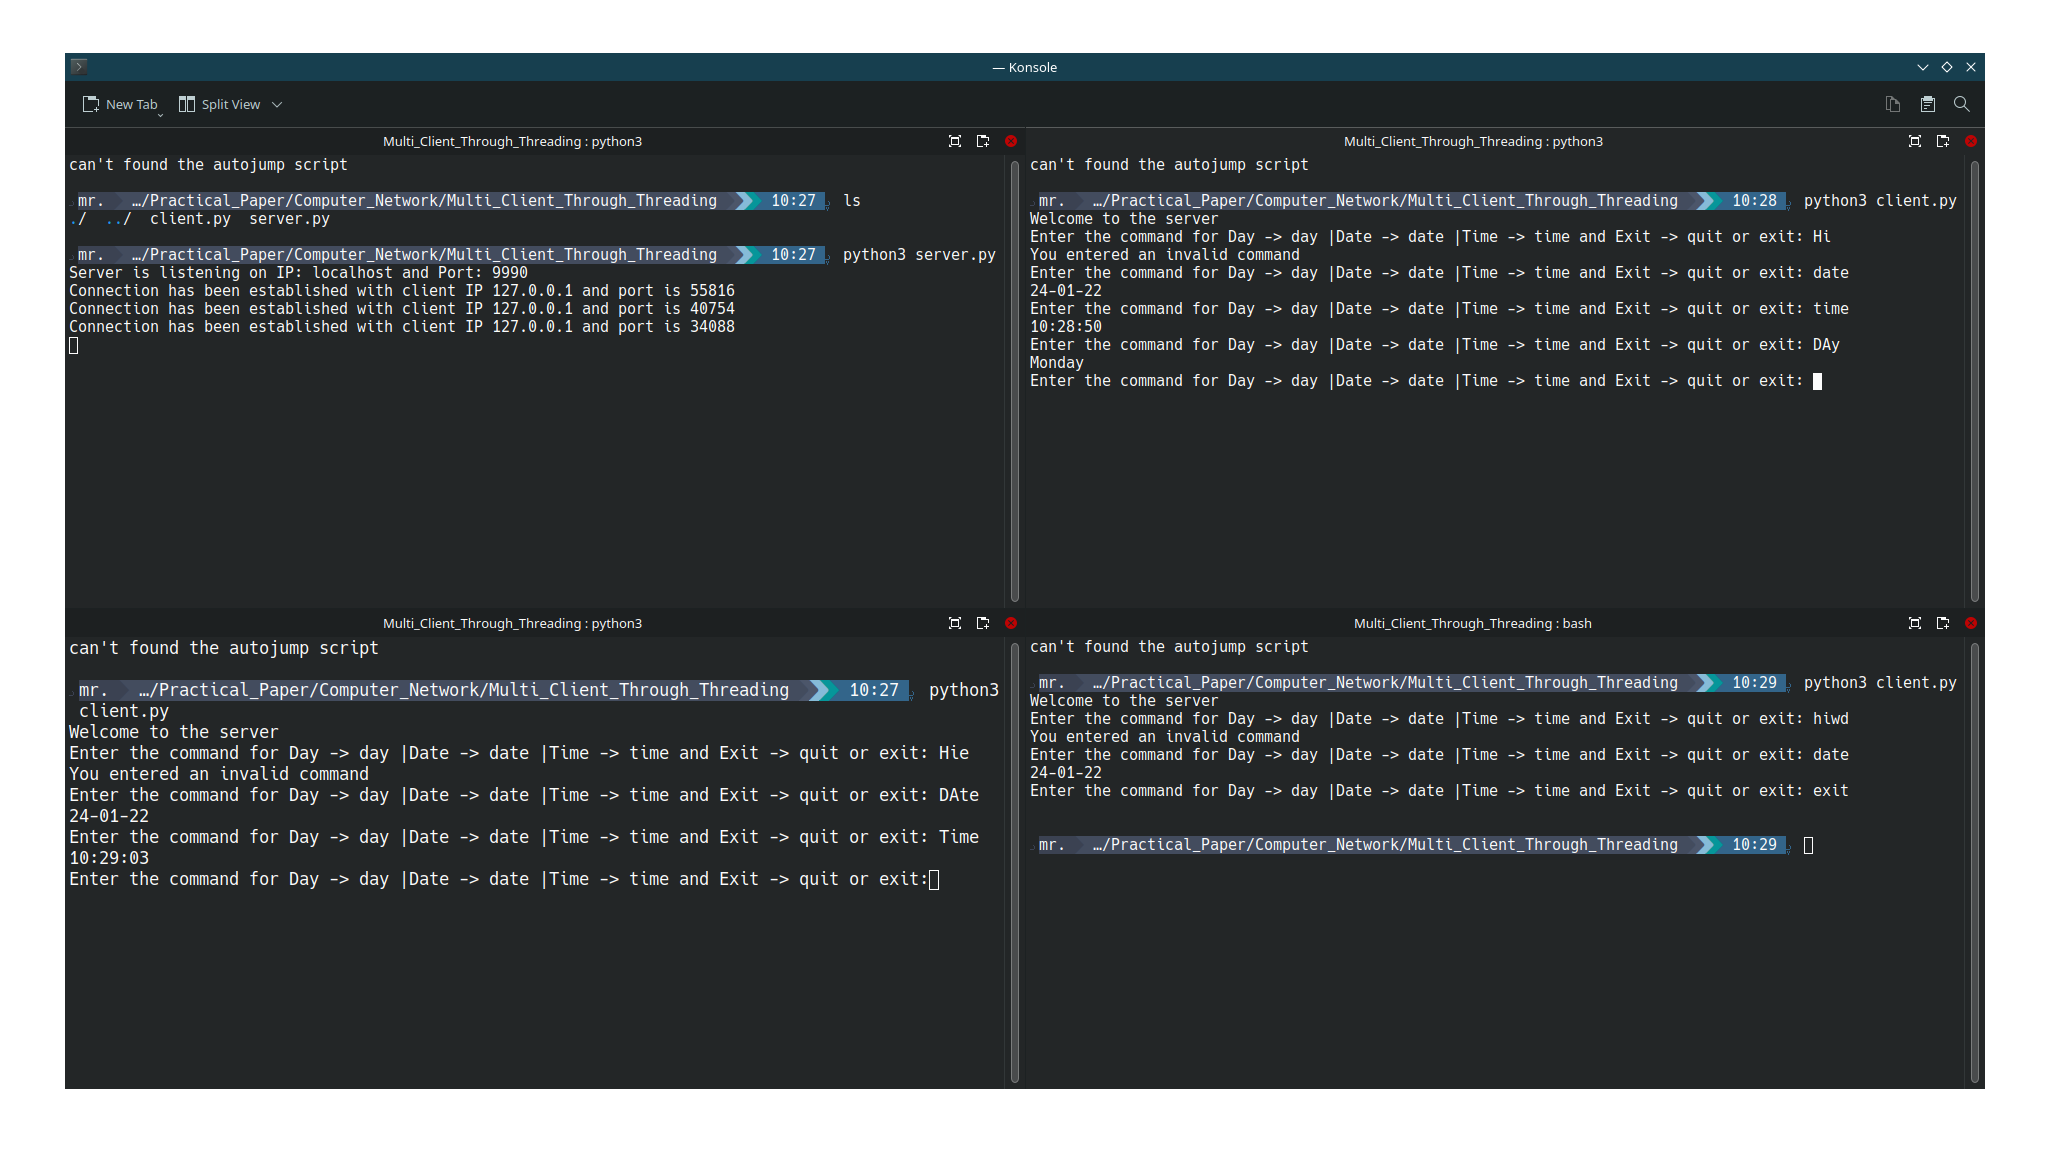 — Konsole
New Tab Split View
Multi_Client_Through_Threading : python3
can't found the autojump script
mr. …/Practical_Paper/Computer_Network/Multi_Client_Through_Threading 10:27 ls
./ ../ client.py server.py
mr. …/Practical_Paper/Computer_Network/Multi_Client_Through_Threading 10:27 python3 server.py
Server is listening on IP: localhost and Port: 9990
Connection has been established with client IP 127.0.0.1 and port is 55816
Connection has been established with client IP 127.0.0.1 and port is 40754
Connection has been established with client IP 127.0.0.1 and port is 34088
Multi_Client_Through_Threading : python3
can't found the autojump script
mr. …/Practical_Paper/Computer_Network/Multi_Client_Through_Threading 10:28 python3 client.py
Welcome to the server
Enter the command for Day -> day |Date -> date |Time -> time and Exit -> quit or exit: Hi
You entered an invalid command
Enter the command for Day -> day |Date -> date |Time -> time and Exit -> quit or exit: date
24-01-22
Enter the command for Day -> day |Date -> date |Time -> time and Exit -> quit or exit: time
10:28:50
Enter the command for Day -> day |Date -> date |Time -> time and Exit -> quit or exit: DAy
Monday
Enter the command for Day -> day |Date -> date |Time -> time and Exit -> quit or exit:
Multi_Client_Through_Threading : python3
can't found the autojump script
mr. …/Practical_Paper/Computer_Network/Multi_Client_Through_Threading 10:27 python3
client.py
Welcome to the server
Enter the command for Day -> day |Date -> date |Time -> time and Exit -> quit or exit: Hie
You entered an invalid command
Enter the command for Day -> day |Date -> date |Time -> time and Exit -> quit or exit: DAte
24-01-22
Enter the command for Day -> day |Date -> date |Time -> time and Exit -> quit or exit: Time
10:29:03
Enter the command for Day -> day |Date -> date |Time -> time and Exit -> quit or exit:
Multi_Client_Through_Threading : bash
can't found the autojump script
mr. …/Practical_Paper/Computer_Network/Multi_Client_Through_Threading 10:29 python3 client.py
Welcome to the server
Enter the command for Day -> day |Date -> date |Time -> time and Exit -> quit or exit: hiwd
You entered an invalid command
Enter the command for Day -> day |Date -> date |Time -> time and Exit -> quit or exit: date
24-01-22
Enter the command for Day -> day |Date -> date |Time -> time and Exit -> quit or exit: exit
mr. …/Practical_Paper/Computer_Network/Multi_Client_Through_Threading 10:29